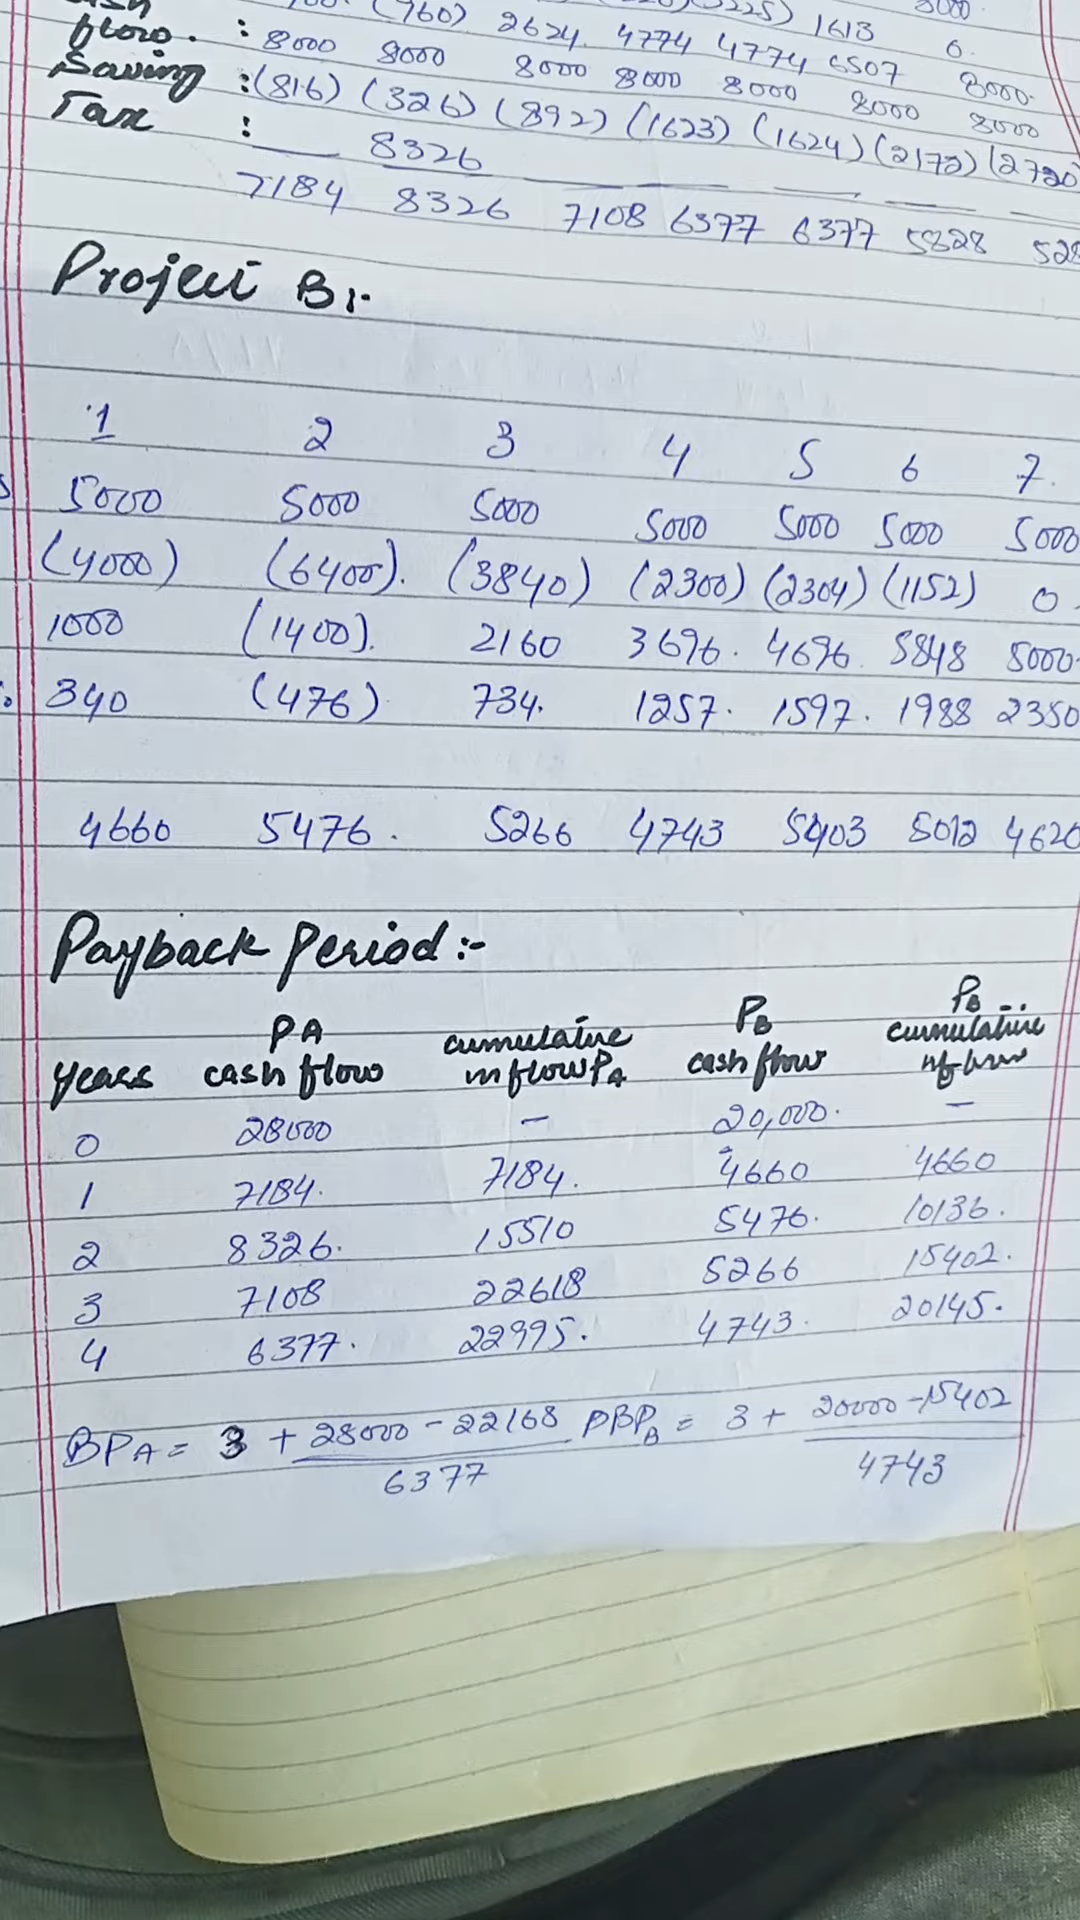 (960) 2624 4774 4774 6507 8000
flow. : 8000 8000 8000 8000 8000 8000 8000
Saving : (816) (326) (892) (1623) (1624) (2172) (2720)
Tax : 8326
7184 8326 7108 6377 6377 5828 528
Project B:-
1 2 3 4 5 6 7.
5000 5000 5000 5000 5000 5000 5000
(4000) (6400). (3840) (2300) (2304) (1152) 0
1000 (1400). 2160 3696. 4696. 5848 5000
340 (476) 734. 1257. 1597. 1988 2350
4660 5476. 5266 4743 5403 5012 4620
Payback Period :-
years PA cash flow cumulative inflow PA PB cash flow PB cumulative
0 28000 - 20,000. -
1 7184. 7184. 4660 4660
2 8326. 15510 5476. 10136.
3 7108 22618 5266 15402.
4 6377. 22995. 4743. 20145.
BPA = 3 + 28000 - 22168 PBPB = 3 + 20000 - 15402
6377 4743